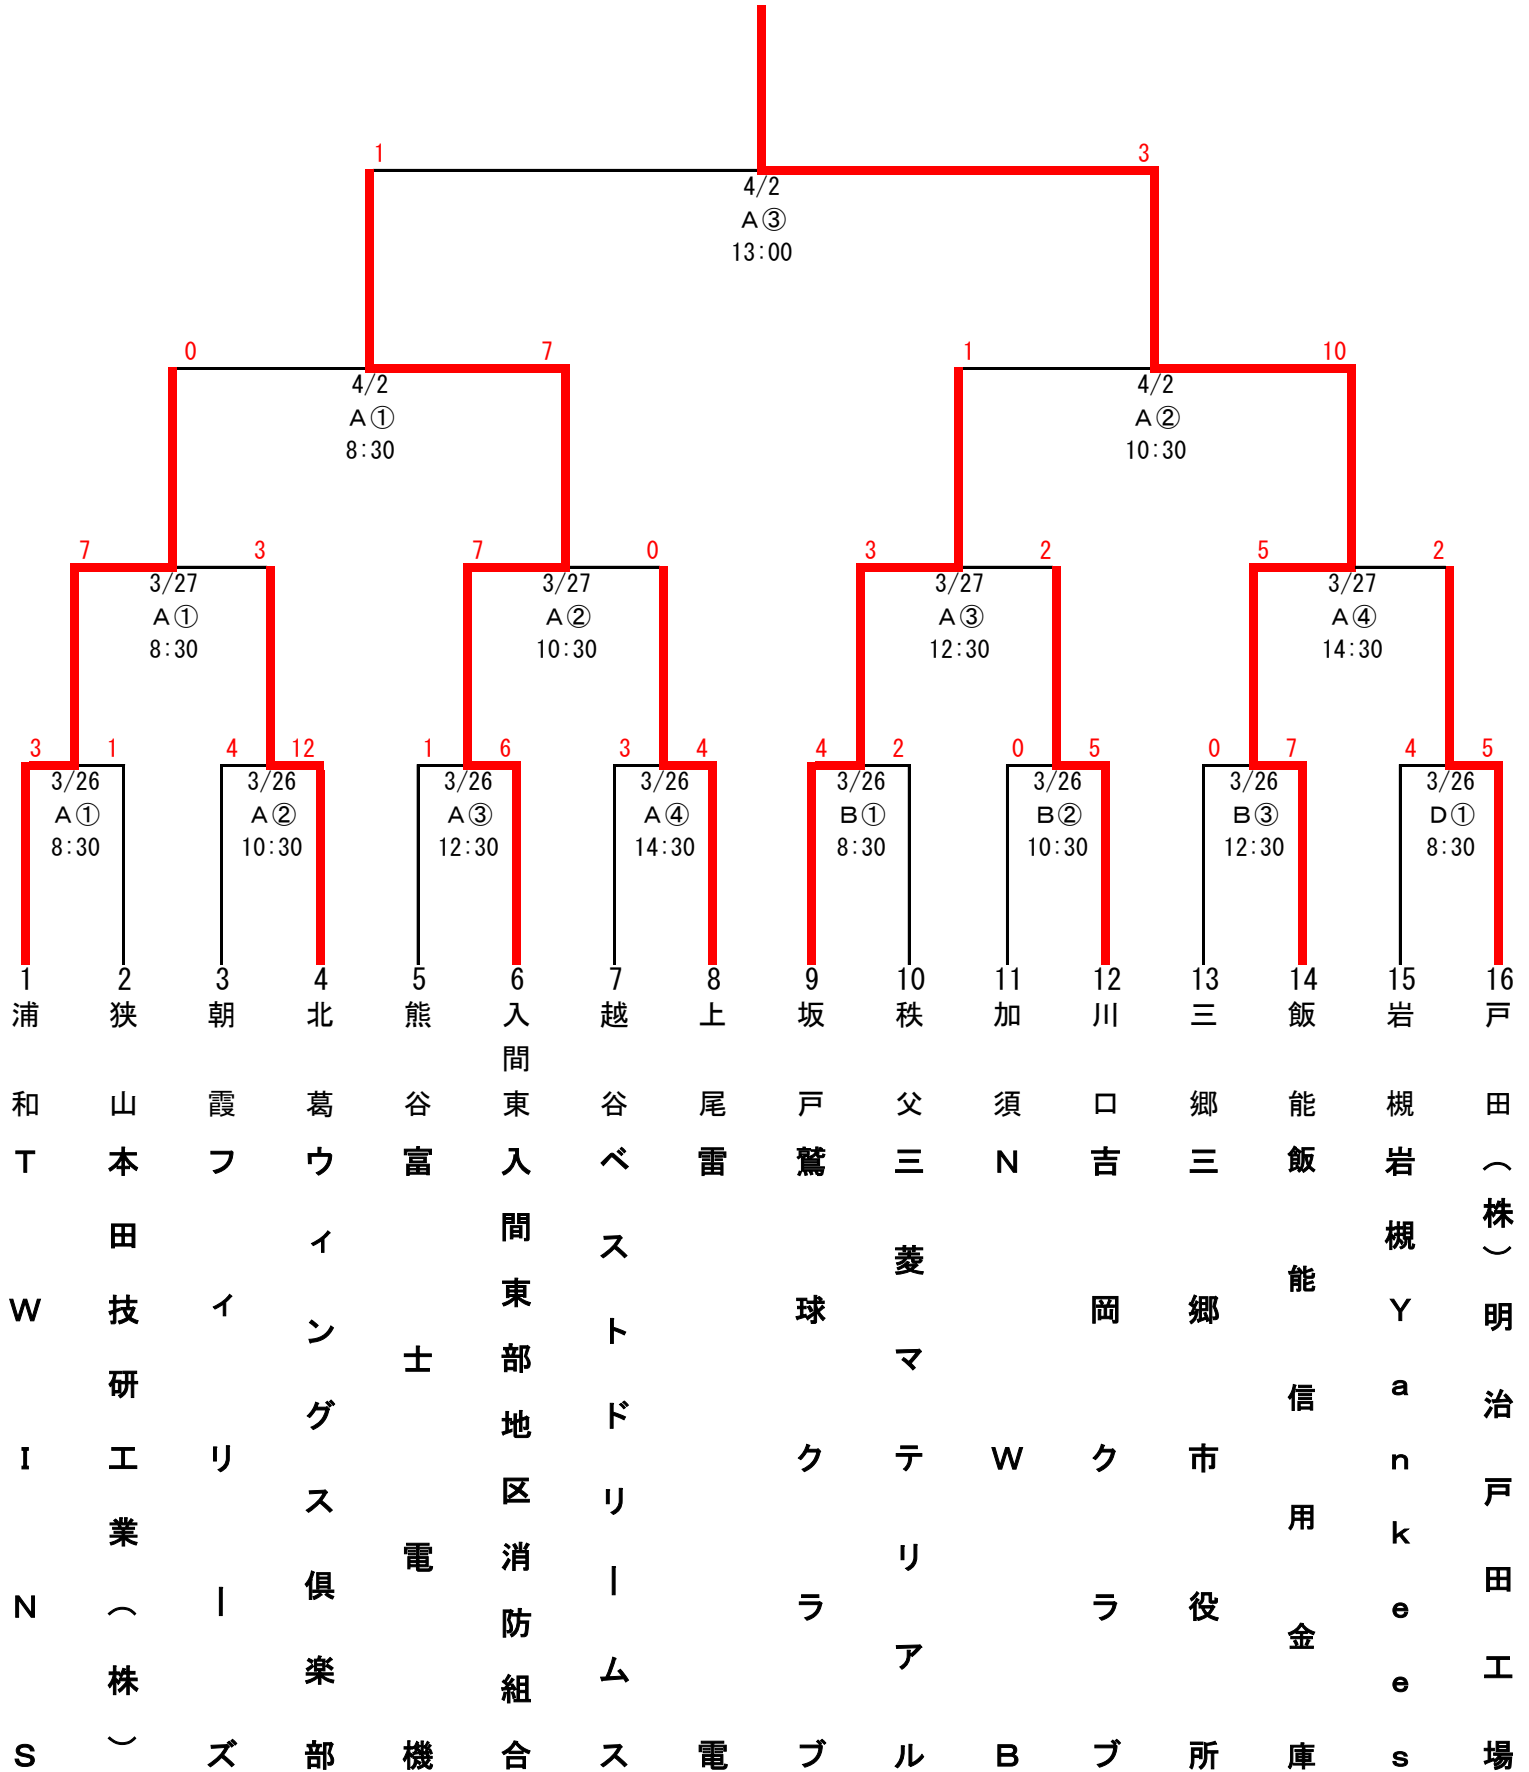 1 3
4/2
A③
13:00
0 7 1 10
4/2 4/2
A① A②
8:30 10:30
7 3 7 0 3 2 5 2
3/27 3/27 3/27 3/27
A① A② A③ A④
8:30 10:30 12:30 14:30
3 1 4 12 1 6 3 4 4 2 0 5 0 7 4 5
3/26 3/26 3/26 3/26 3/26 3/26 3/26 3/26
A① A② A③ A④ B① B② B③ D①
8:30 10:30 12:30 14:30 8:30 10:30 12:30 8:30
1 2 3 4 5 6 7 8 9 10 11 12 13 14 15 16
浦和
TWINS
狭山
本田技研工業(株)
朝霞
フィリーズ
北葛
ウィングス倶楽部
熊谷
富士電機
入間東
入間東部地区消防組合
越谷
ベストドリームス
上尾
雷電
坂戸
鷲球クラブ
秩父
三菱マテリアル
加須
NWB
川口
吉岡クラブ
三郷
三郷市役所
飯能
飯能信用金庫
岩槻
岩槻Yankees
戸田
(株)明治戸田工場